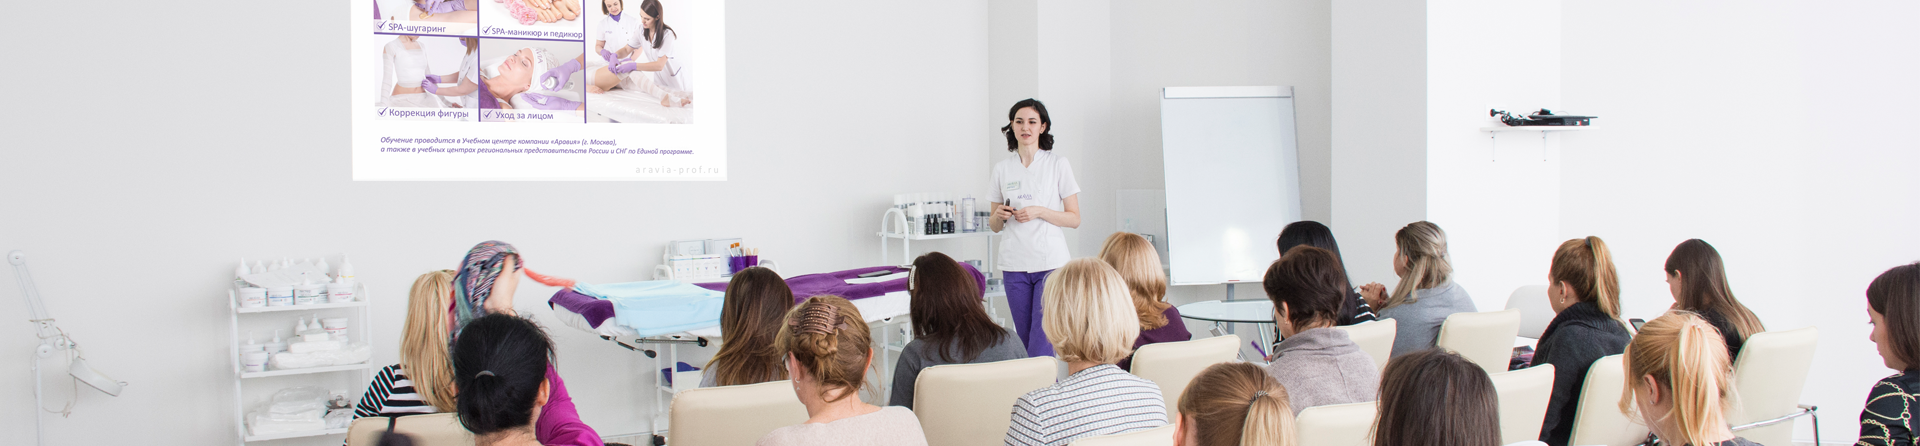 ✓ SPA-шугаринг
✓ SPA-маникюр и педикюр
✓ Коррекция фигуры
✓ Уход за лицом
Обучение проводится в Учебном центре компании «Аравия» (г. Москва),
а также в учебных центрах региональных представительств России и СНГ по Единой программе.
aravia-prof.ru